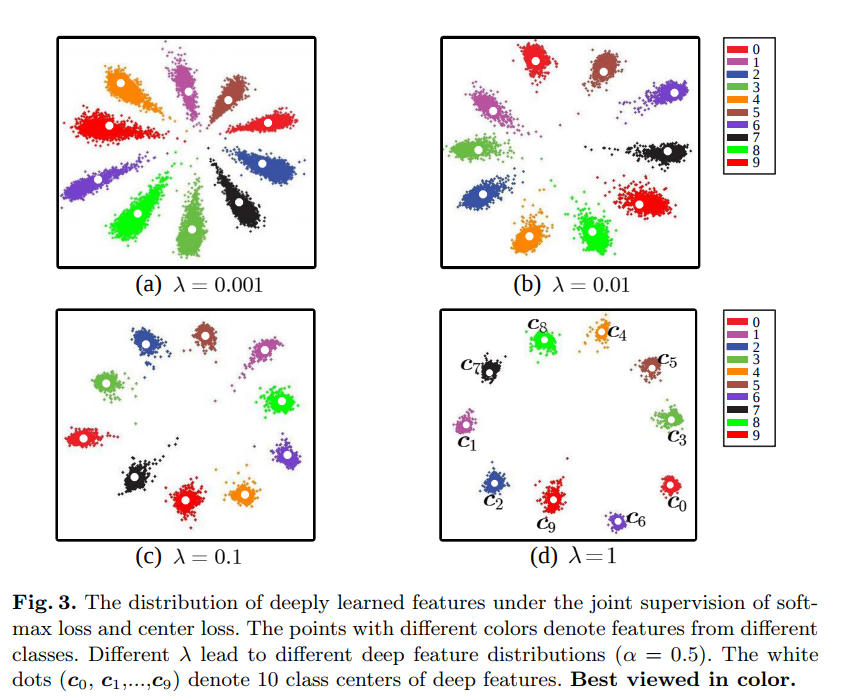 0
1
2
3
4
5
6
7
8
9
(a) λ = 0.001
(b) λ = 0.01
c8
c4
c7
c5
c1
c3
c2
c0
c9
c6
0
1
2
3
4
5
6
7
8
9
(c) λ = 0.1
(d) λ=1
Fig. 3. The distribution of deeply learned features under the joint supervision of soft-
max loss and center loss. The points with different colors denote features from different
classes. Different λ lead to different deep feature distributions (α = 0.5). The white
dots (c0, c1,...,c9) denote 10 class centers of deep features. Best viewed in color.